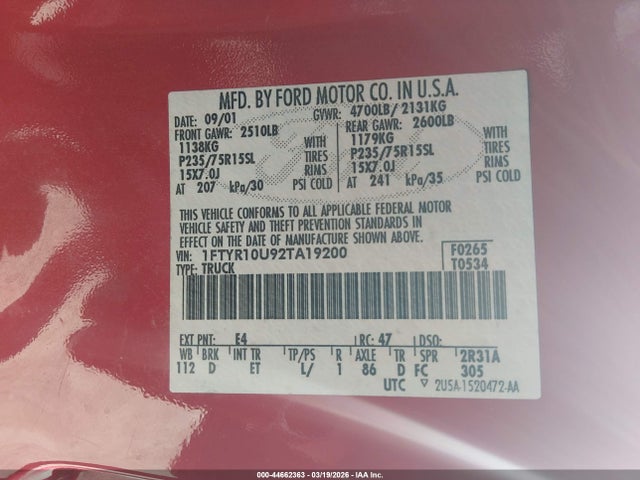 MFD. BY FORD MOTOR CO. IN U.S.A.
DATE: 09/01 GVWR: 4700LB/ 2131KG
FRONT GAWR: 2510LB REAR GAWR: 2600LB
1138KG WITH 1179KG WITH
P235/75R15SL TIRES P235/75R15SL TIRES
15X7.0J RIMS 15X7.0J RIMS
AT 207 kPa/30 PSI COLD AT 241 kPa/35 PSI COLD
THIS VEHICLE CONFORMS TO ALL APPLICABLE FEDERAL MOTOR
VEHICLE SAFETY AND THEFT PREVENTION STANDARDS IN
EFFECT ON THE DATE OF MANUFACTURE SHOWN ABOVE.
VIN: 1FTYR10U92TA19200 F0265
TYPE: TRUCK T0534
EXT PNT: E4 RC: 47 DSO:
WB BRK INT TR TP/PS R AXLE TR SPR 2R31A
112 D ET L/ 1 86 D FC 305
UTC ▽ 2U5A-1520472-AA
000-44662363 - 03/19/2026 - IAA Inc.